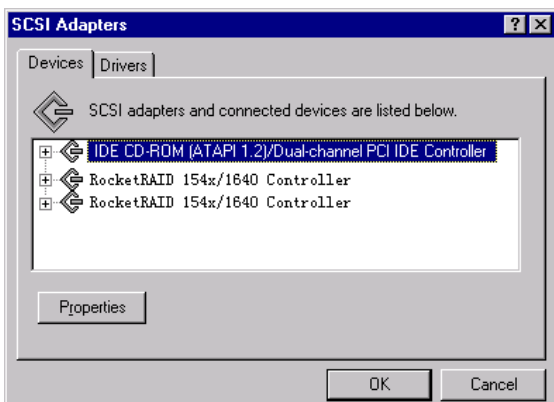 SCSI Adapters
Devices Drivers
SCSI adapters and connected devices are listed below.
IDE CD-ROM (ATAPI 1.2)/Dual-channel PCI IDE Controller
RocketRAID 154x/1640 Controller
RocketRAID 154x/1640 Controller
Properties
OK Cancel